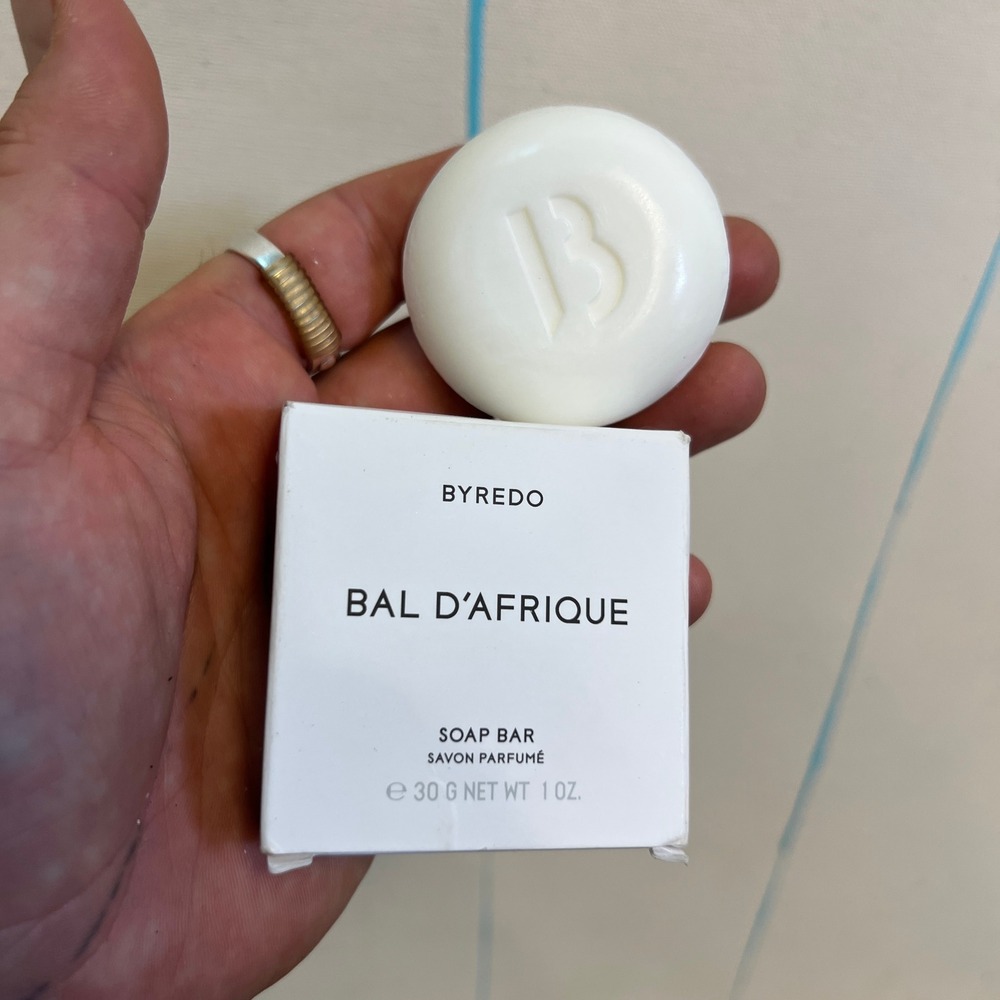 B
BYREDO
BAL D'AFRIQUE
SOAP BAR
SAVON PARFUMÉ
℮ 30 G NET WT 1 OZ.